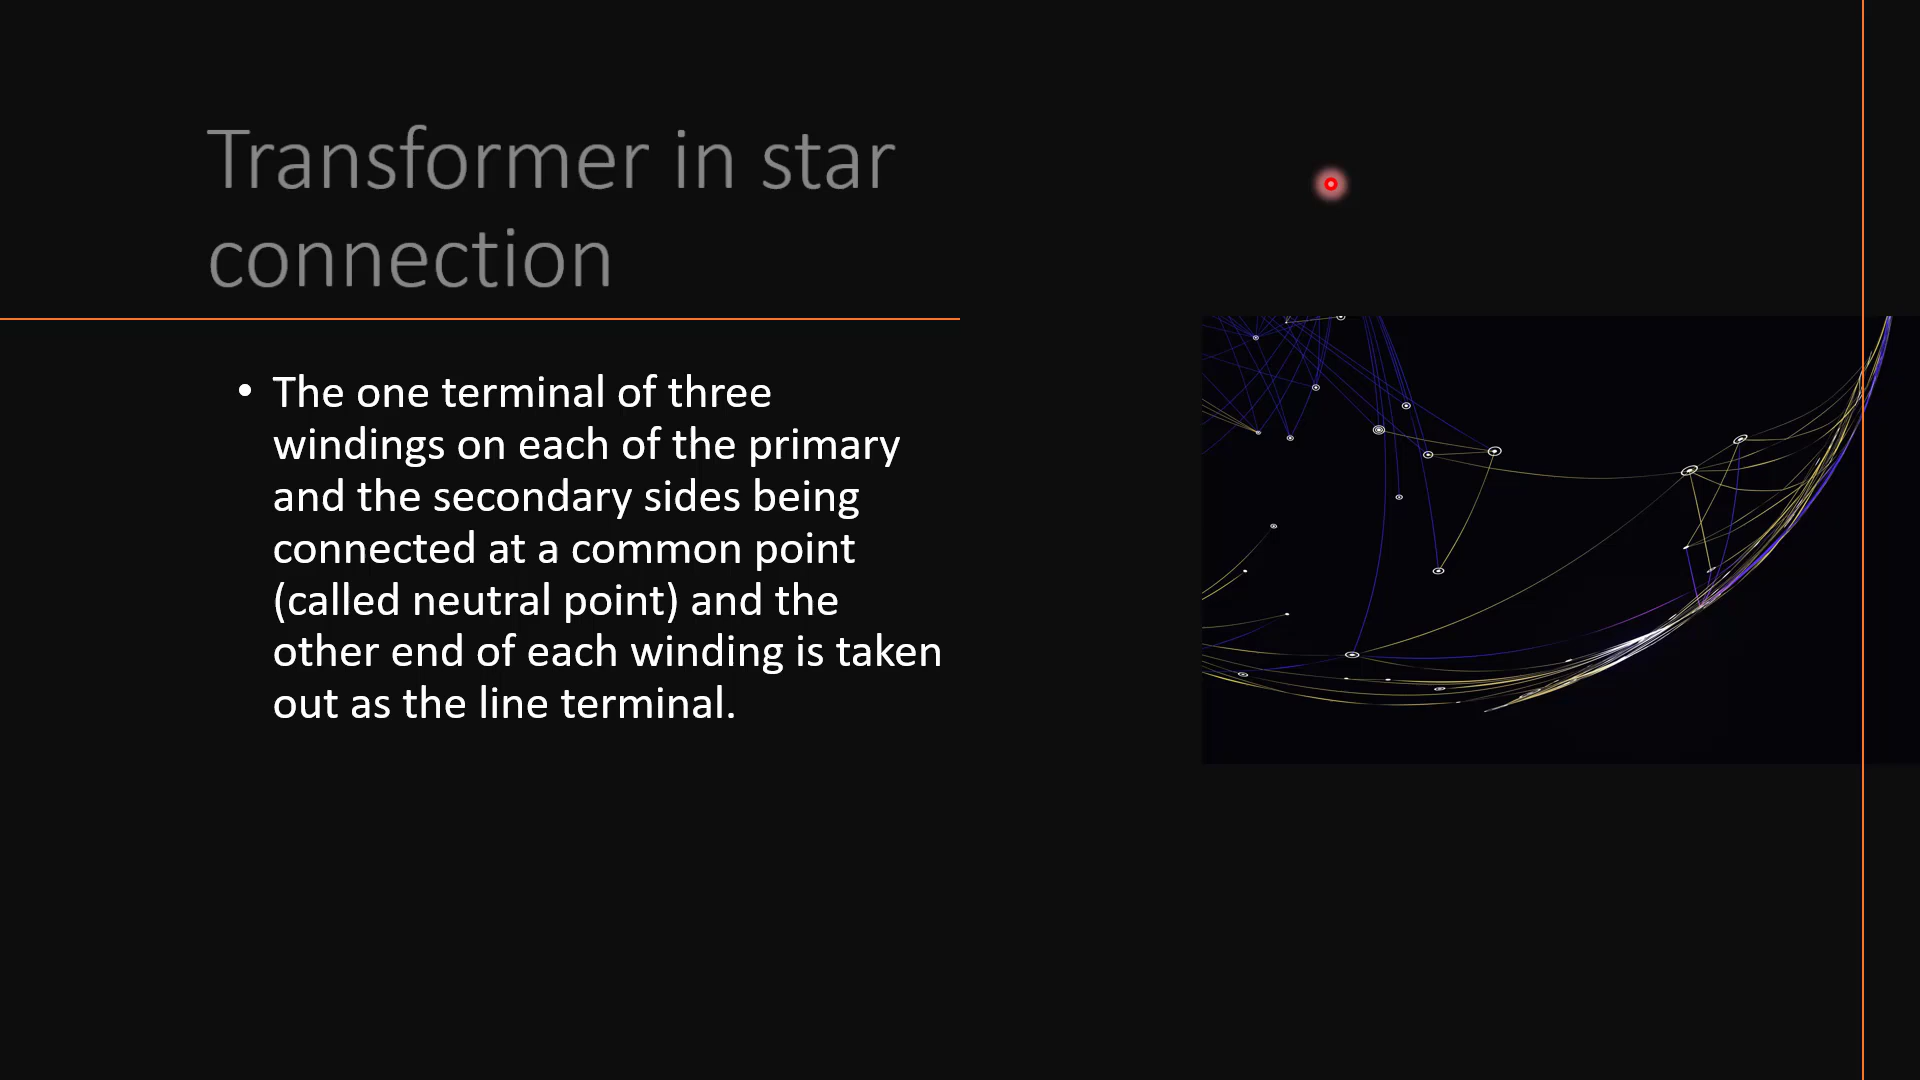 Transformer in star
connection
• The one terminal of three
windings on each of the primary
and the secondary sides being
connected at a common point
(called neutral point) and the
other end of each winding is taken
out as the line terminal.